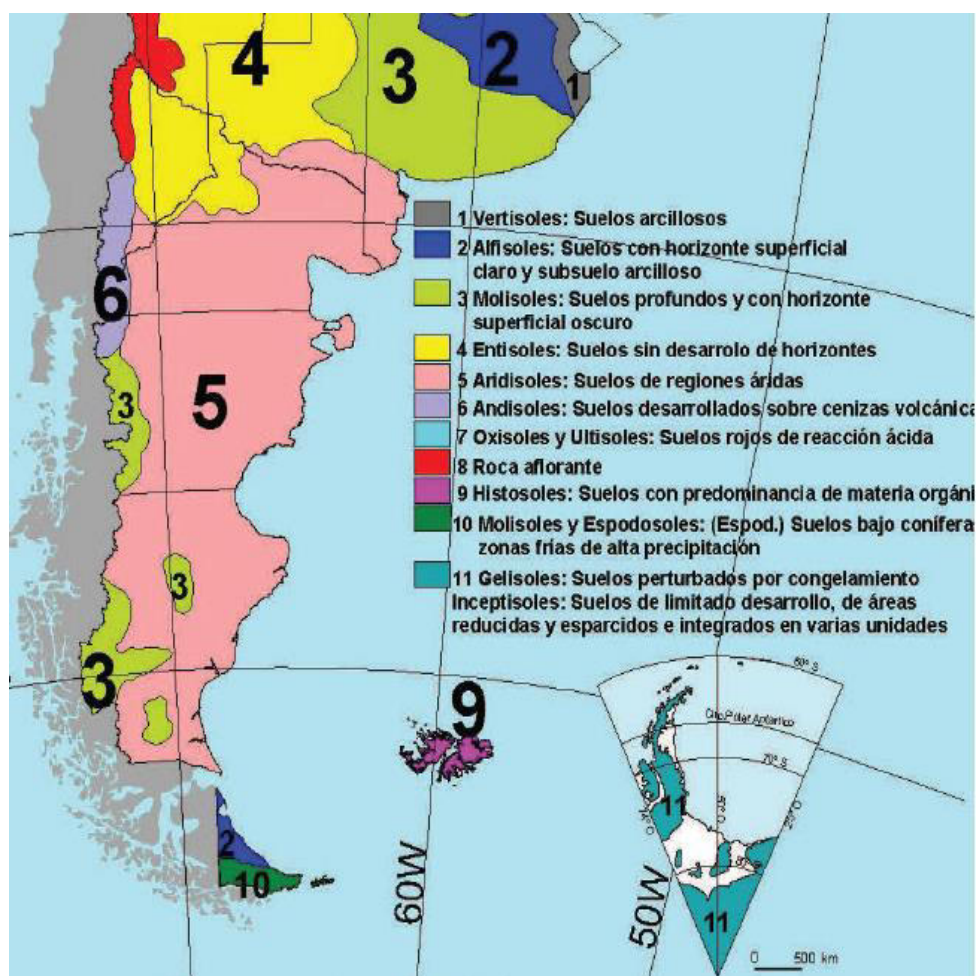 4
3
2
1
6
5
3
3
3
9
2
10
1 Vertisoles: Suelos arcillosos
2 Alfisoles: Suelos con horizonte superficial
claro y subsuelo arcilloso
3 Molisoles: Suelos profundos y con horizonte
superficial oscuro
4 Entisoles: Suelos sin desarrolo de horizontes
5 Aridisoles: Suelos de regiones áridas
6 Andisoles: Suelos desarrollados sobre cenizas volcánica
7 Oxisoles y Ultisoles: Suelos rojos de reacción ácida
8 Roca aflorante
9 Histosoles: Suelos con predominancia de materia orgáni
10 Molisoles y Espodosoles: (Espod.) Suelos bajo conífera
zonas frías de alta precipitación
11 Gelisoles: Suelos perturbados por congelamiento
Inceptisoles: Suelos de limitado desarrollo, de áreas
reducidas y esparcidos e integrados en varias unidades
60° S
Polar Antártico
70° S
11
11
60W
50W
0 500 km